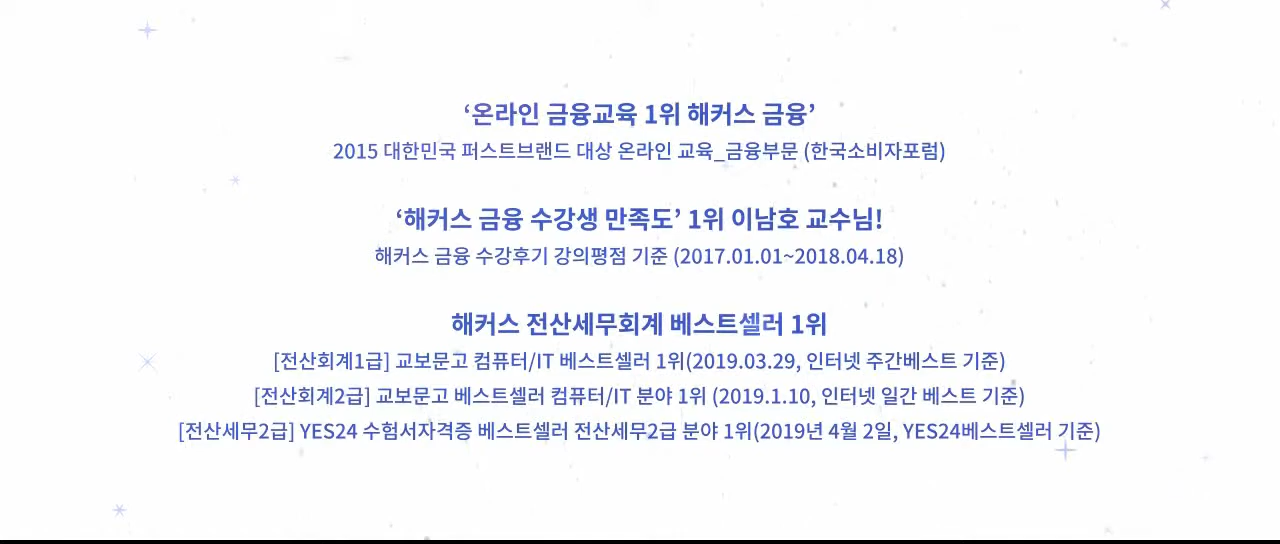 ‘온라인 금융교육 1위 해커스 금융’
2015 대한민국 퍼스트브랜드 대상 온라인 교육_금융부문 (한국소비자포럼)
‘해커스 금융 수강생 만족도’ 1위 이남호 교수님!
해커스 금융 수강후기 강의평점 기준 (2017.01.01~2018.04.18)
해커스 전산세무회계 베스트셀러 1위
[전산회계1급] 교보문고 컴퓨터/IT 베스트셀러 1위(2019.03.29, 인터넷 주간베스트 기준)
[전산회계2급] 교보문고 베스트셀러 컴퓨터/IT 분야 1위 (2019.1.10, 인터넷 일간 베스트 기준)
[전산세무2급] YES24 수험서자격증 베스트셀러 전산세무2급 분야 1위(2019년 4월 2일, YES24베스트셀러 기준)